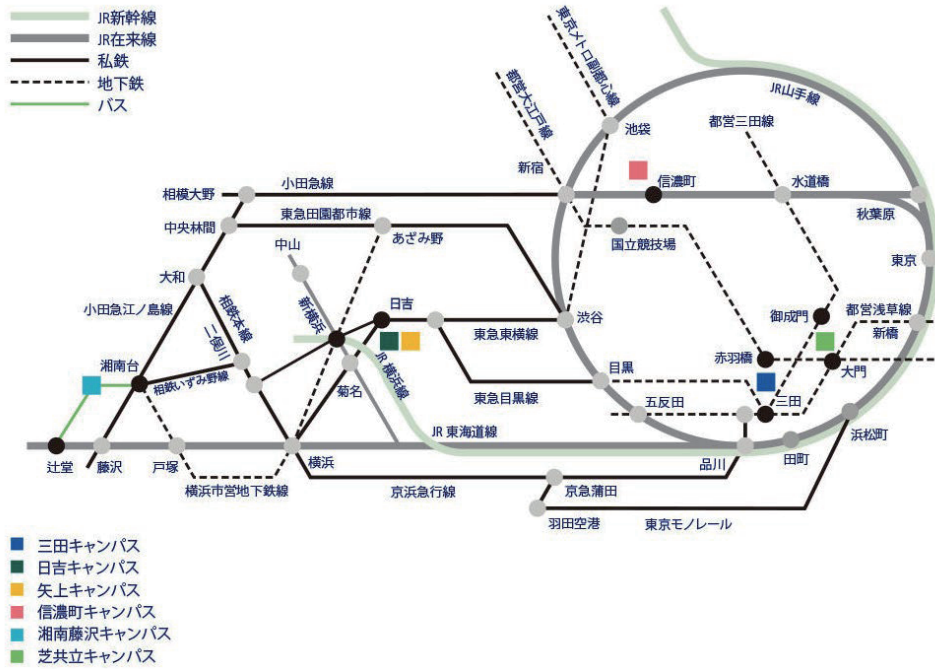 JR新幹線
JR在来線
私鉄
地下鉄
バス
東京メトロ副都心線
都営大江戸線
JR山手線
池袋
都営三田線
新宿
信濃町
水道橋
相模大野
小田急線
秋葉原
中央林間
東急田園都市線
あざみ野
国立競技場
中山
東京
大和
小田急江ノ島線
相鉄本線
新横浜
日吉
都営浅草線
御成門
新橋
二俣川
東急東横線
渋谷
赤羽橋
大門
湘南台
相鉄いずみ野線
JR 横浜線
菊名
目黒
東急目黒線
五反田
三田
浜松町
JR 東海道線
辻堂
藤沢
戸塚
横浜
品川
田町
横浜市営地下鉄線
京浜急行線
京急蒲田
羽田空港
東京モノレール
三田キャンパス
日吉キャンパス
矢上キャンパス
信濃町キャンパス
湘南藤沢キャンパス
芝共立キャンパス